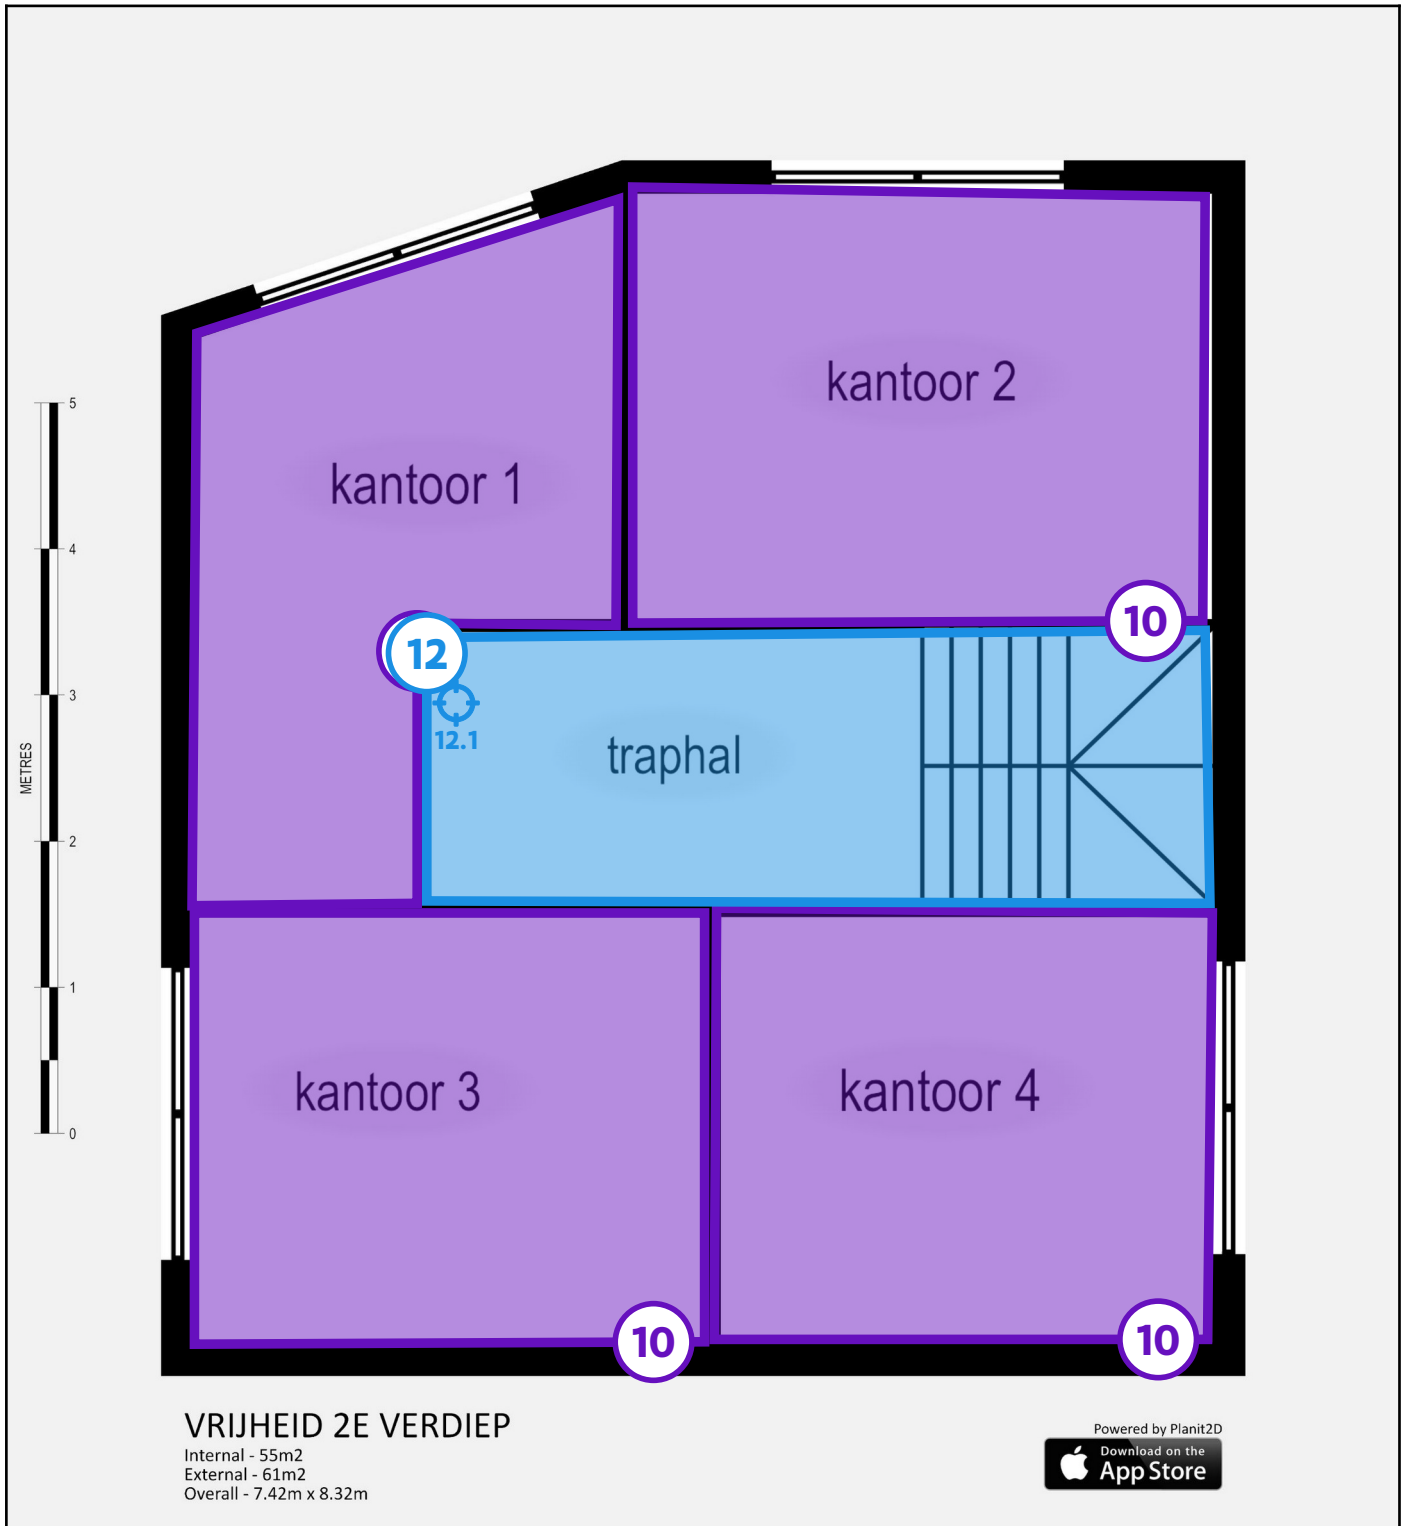 kantoor 2
kantoor 1
5
4
3
2
1
0
METRES
10
12
12.1
traphal
kantoor 3
kantoor 4
10
10
VRIJHEID 2E VERDIEP
Internal - 55m2
External - 61m2
Overall - 7.42m x 8.32m
Powered by Planit2D
Download on the
App Store